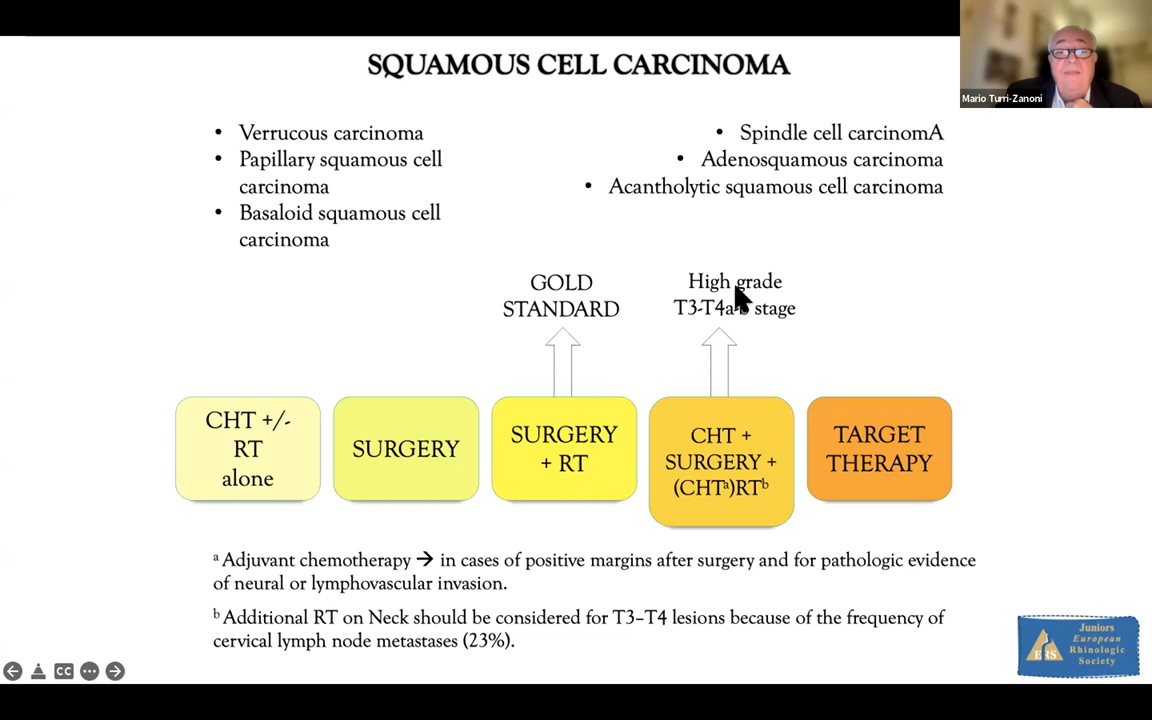 SQUAMOUS CELL CARCINOMA
Mario Turri-Zanoni
• Verrucous carcinoma
• Papillary squamous cell
carcinoma
• Basaloid squamous cell
carcinoma
• Spindle cell carcinomA
• Adenosquamous carcinoma
• Acantholytic squamous cell carcinoma
GOLD
STANDARD
High grade
T3-T4a-b stage
CHT +/-
RT
alone
SURGERY
SURGERY
+ RT
CHT +
SURGERY +
(CHTᵃ)RTᵇ
TARGET
THERAPY
ᵃ Adjuvant chemotherapy → in cases of positive margins after surgery and for pathologic evidence
of neural or lymphovascular invasion.
ᵇ Additional RT on Neck should be considered for T3–T4 lesions because of the frequency of
cervical lymph node metastases (23%).
CC
ERS
Juniors
European
Rhinologic
Society